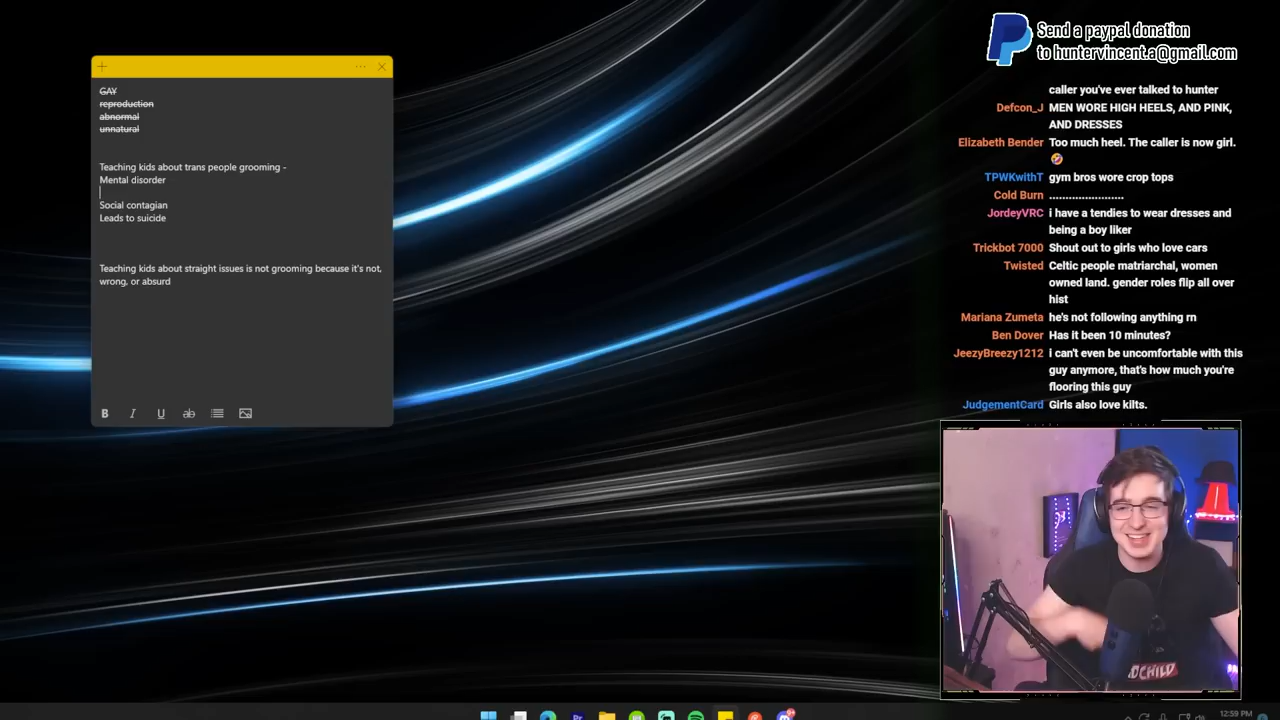 Send a paypal donation
to huntervincent.a@gmail.com
GAY
reproduction
abnormal
unnatural
Teaching kids about trans people grooming -
Mental disorder
Social contagian
Leads to suicide
Teaching kids about straight issues is not grooming because it's not,
wrong, or absurd
B I U ab
caller you've ever talked to hunter
Defcon_J MEN WORE HIGH HEELS, AND PINK,
AND DRESSES
Elizabeth Bender Too much heel. The caller is now girl.
🤣
TPWKwithT gym bros wore crop tops
Cold Burn .......................
JordeyVRC i have a tendies to wear dresses and
being a boy liker
Trickbot 7000 Shout out to girls who love cars
Twisted Celtic people matriarchal, women
owned land. gender roles flip all over
hist
Mariana Zumeta he's not following anything rn
Ben Dover Has it been 10 minutes?
JeezyBreezy1212 i can't even be uncomfortable with this
guy anymore, that's how much you're
flooring this guy
JudgementCard Girls also love kilts.
DCHILD
12:59 PM